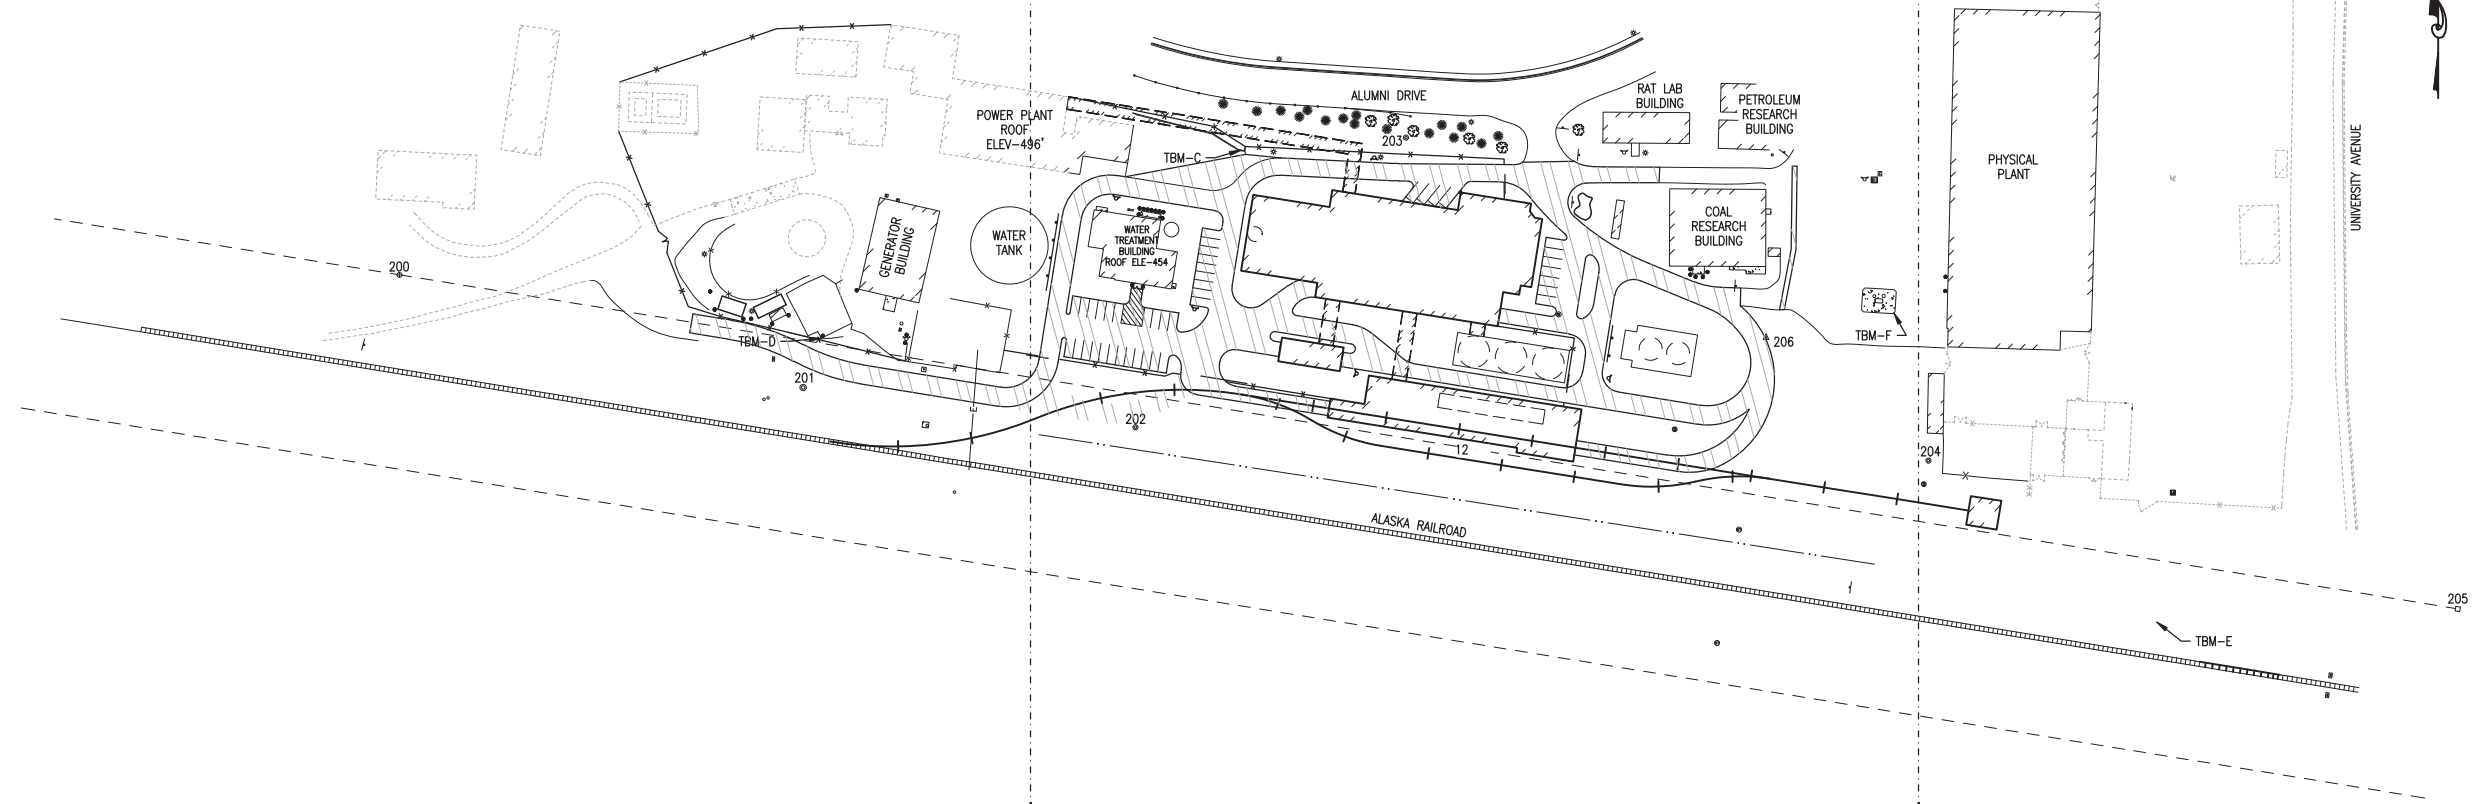 ALUMNI DRIVE
RAT LAB
BUILDING
PETROLEUM
RESEARCH
BUILDING
POWER PLANT
ROOF
ELEV-496'
203
TBM-C
UNIVERSITY AVENUE
PHYSICAL
PLANT
COAL
RESEARCH
BUILDING
GENERATOR
BUILDING
WATER
TANK
WATER
TREATMENT
BUILDING
ROOF ELE-454
200
TBM-D
TBM-F
206
201
202
12
204
ALASKA RAILROAD
205
TBM-E